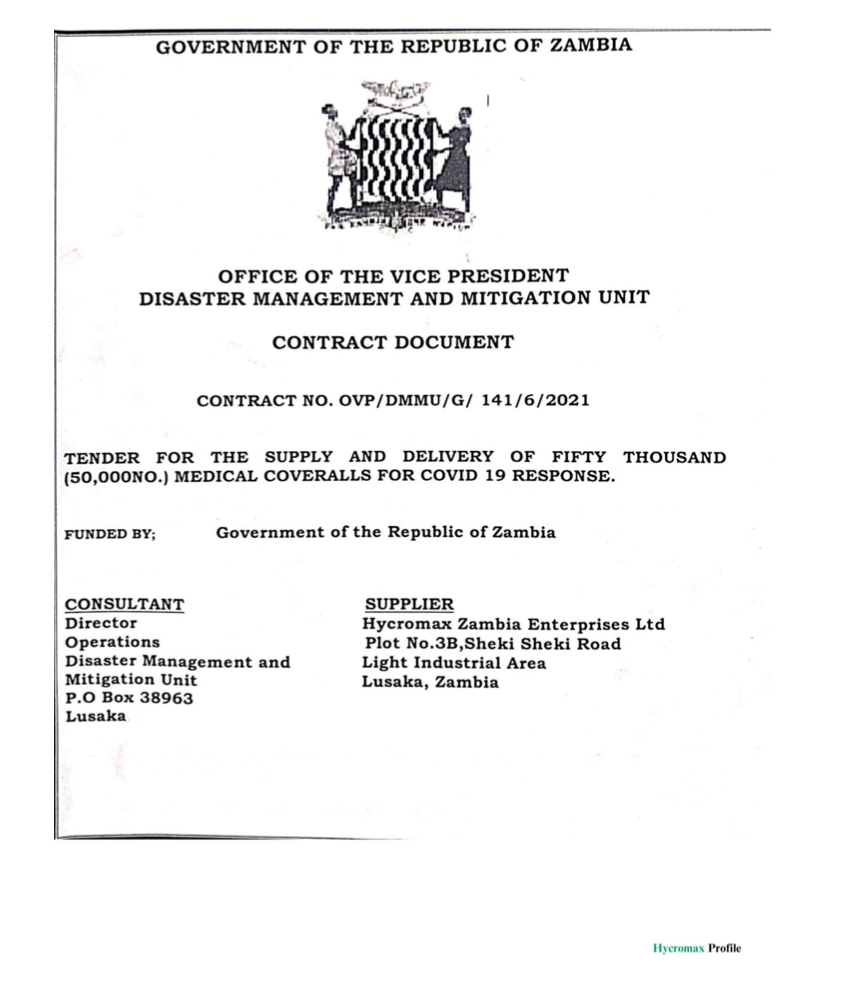 GOVERNMENT OF THE REPUBLIC OF ZAMBIA
OFFICE OF THE VICE PRESIDENT
DISASTER MANAGEMENT AND MITIGATION UNIT
CONTRACT DOCUMENT
CONTRACT NO. OVP/DMMU/G/ 141/6/2021
TENDER FOR THE SUPPLY AND DELIVERY OF FIFTY THOUSAND
(50,000NO.) MEDICAL COVERALLS FOR COVID 19 RESPONSE.
FUNDED BY; Government of the Republic of Zambia
CONSULTANT
Director
Operations
Disaster Management and
Mitigation Unit
P.O Box 38963
Lusaka
SUPPLIER
Hycromax Zambia Enterprises Ltd
Plot No.3B,Sheki Sheki Road
Light Industrial Area
Lusaka, Zambia
Hycromax Profile